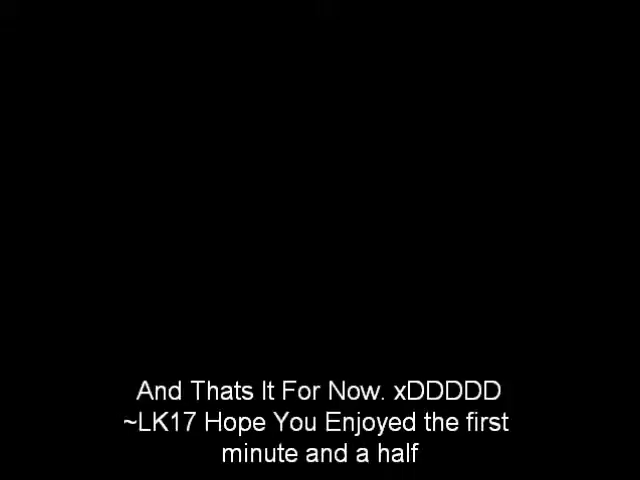 And Thats It For Now. xDDDDD
~LK17 Hope You Enjoyed the first
minute and a half